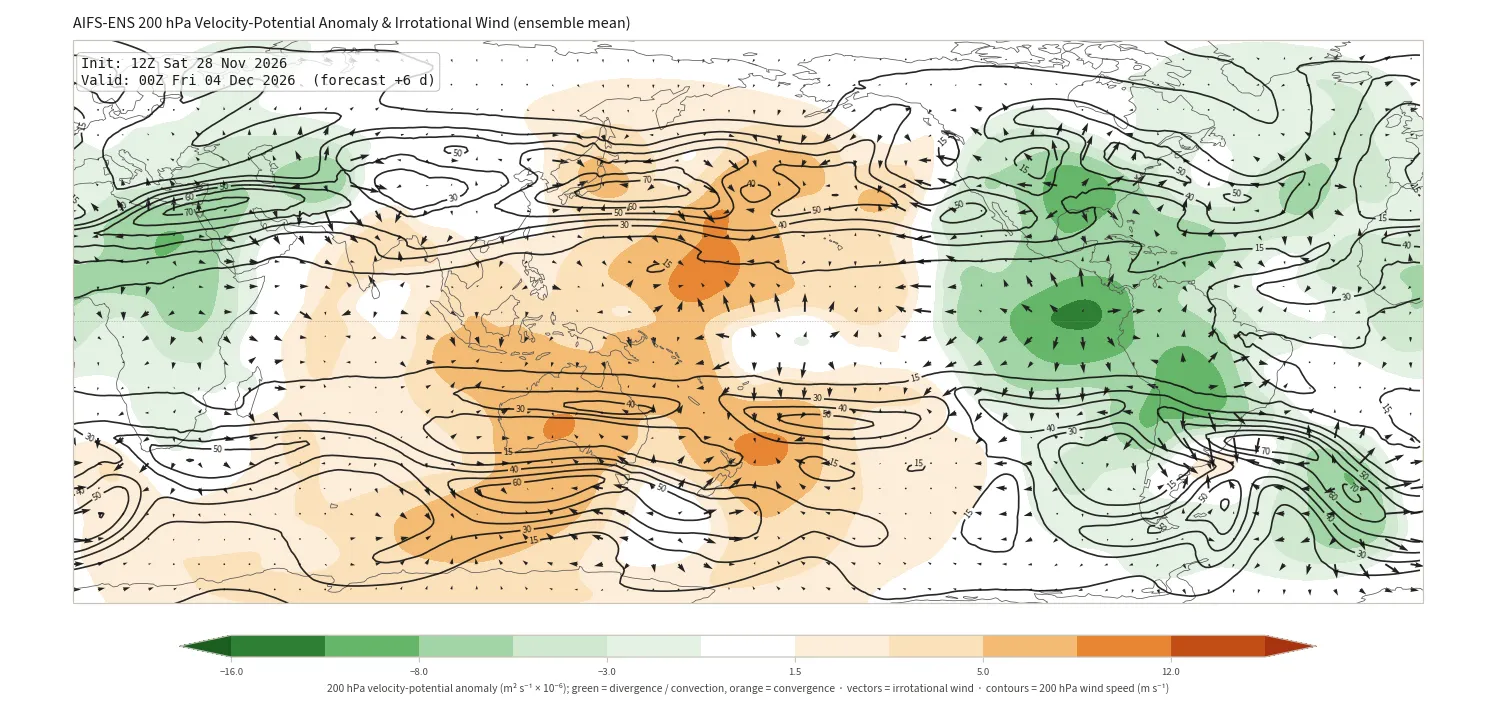 AIFS-ENS 200 hPa Velocity-Potential Anomaly & Irrotational Wind (ensemble mean)
Init: 12Z Sat 28 Nov 2026
Valid: 00Z Fri 04 Dec 2026 (forecast +6 d)
−16.0 −8.0 −3.0 1.5 5.0 12.0
200 hPa velocity-potential anomaly (m² s⁻¹ × 10⁻⁶); green = divergence / convection, orange = convergence · vectors = irrotational wind · contours = 200 hPa wind speed (m s⁻¹)